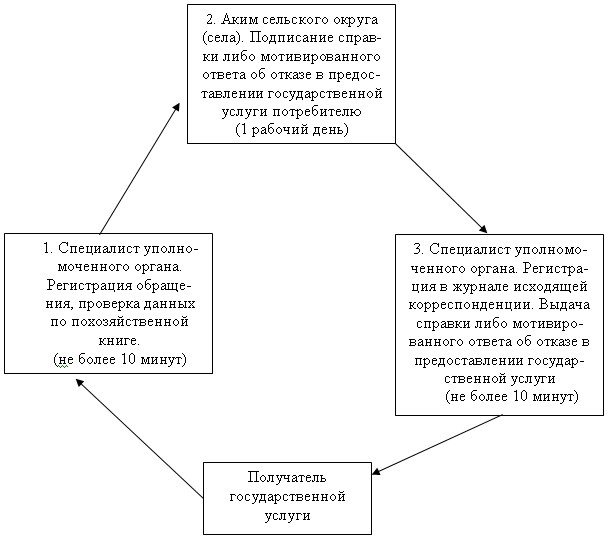 2. Аким сельского округа
(села). Подписание справ-
ки либо мотивированного
ответа об отказе в предос-
тавлении государственной
услуги потребителю
(1 рабочий день)
1. Специалист уполно-
моченного органа.
Регистрация обраще-
ния, проверка данных
по похозяйственной
книге.
(не более 10 минут)
3. Специалист уполномо-
ченного органа. Регистра-
ция в журнале исходящей
корреспонденции. Выдача
справки либо мотивиро-
ванного ответа об отказе в
предоставлении государ-
ственной услуги
(не более 10 минут)
Получатель
государственной
услуги